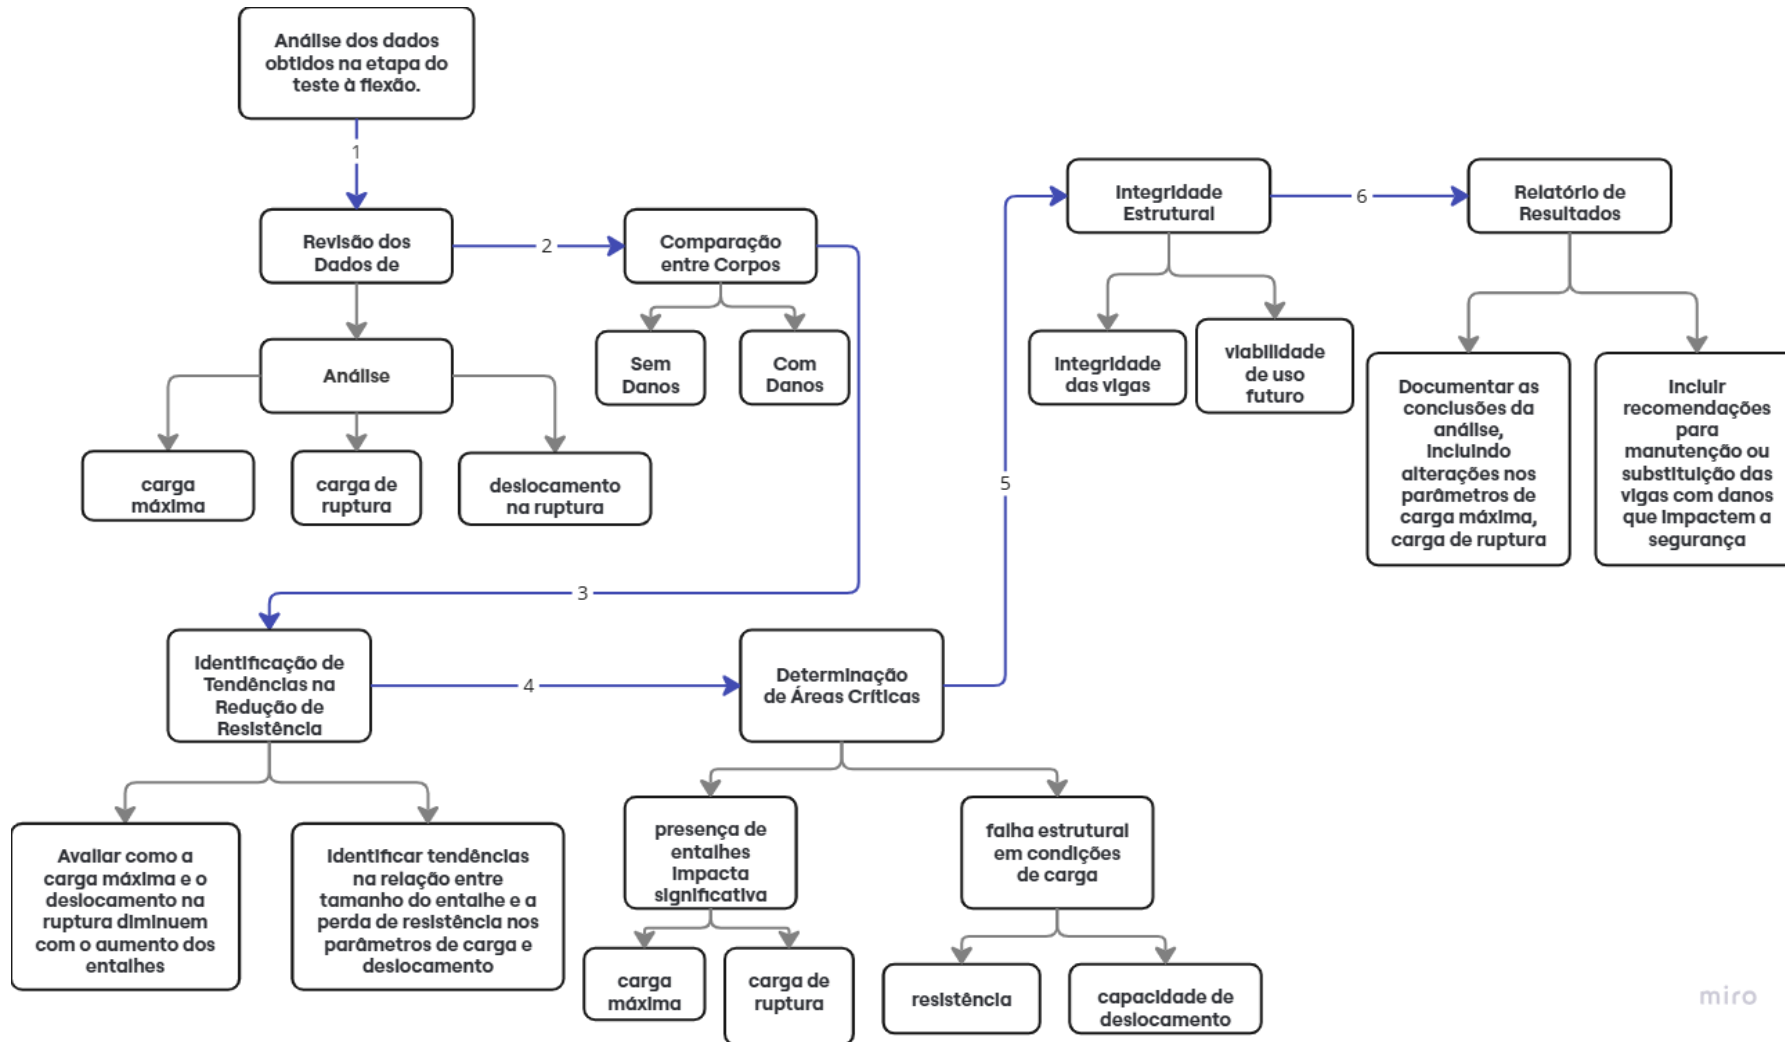 Análise dos dados
obtidos na etapa do
teste à flexão.
1
Revisão dos
Dados de
2
Comparação
entre Corpos
Análise
carga
máxima
carga de
ruptura
deslocamento
na ruptura
Sem
Danos
Com
Danos
3
Identificação de
Tendências na
Redução de
Resistência
Avaliar como a
carga máxima e o
deslocamento na
ruptura diminuem
com o aumento dos
entalhes
Identificar tendências
na relação entre
tamanho do entalhe e a
perda de resistência nos
parâmetros de carga e
deslocamento
4
Determinação
de Áreas Críticas
presença de
entalhes
impacta
significativa
carga
máxima
carga de
ruptura
falha estrutural
em condições
de carga
resistência
capacidade de
deslocamento
5
Integridade
Estrutural
Integridade
das vigas
viabilidade
de uso
futuro
6
Relatório de
Resultados
Documentar as
conclusões da
análise,
incluindo
alterações nos
parâmetros de
carga máxima,
carga de ruptura
Incluir
recomendações
para
manutenção ou
substituição das
vigas com danos
que impactem a
segurança
miro